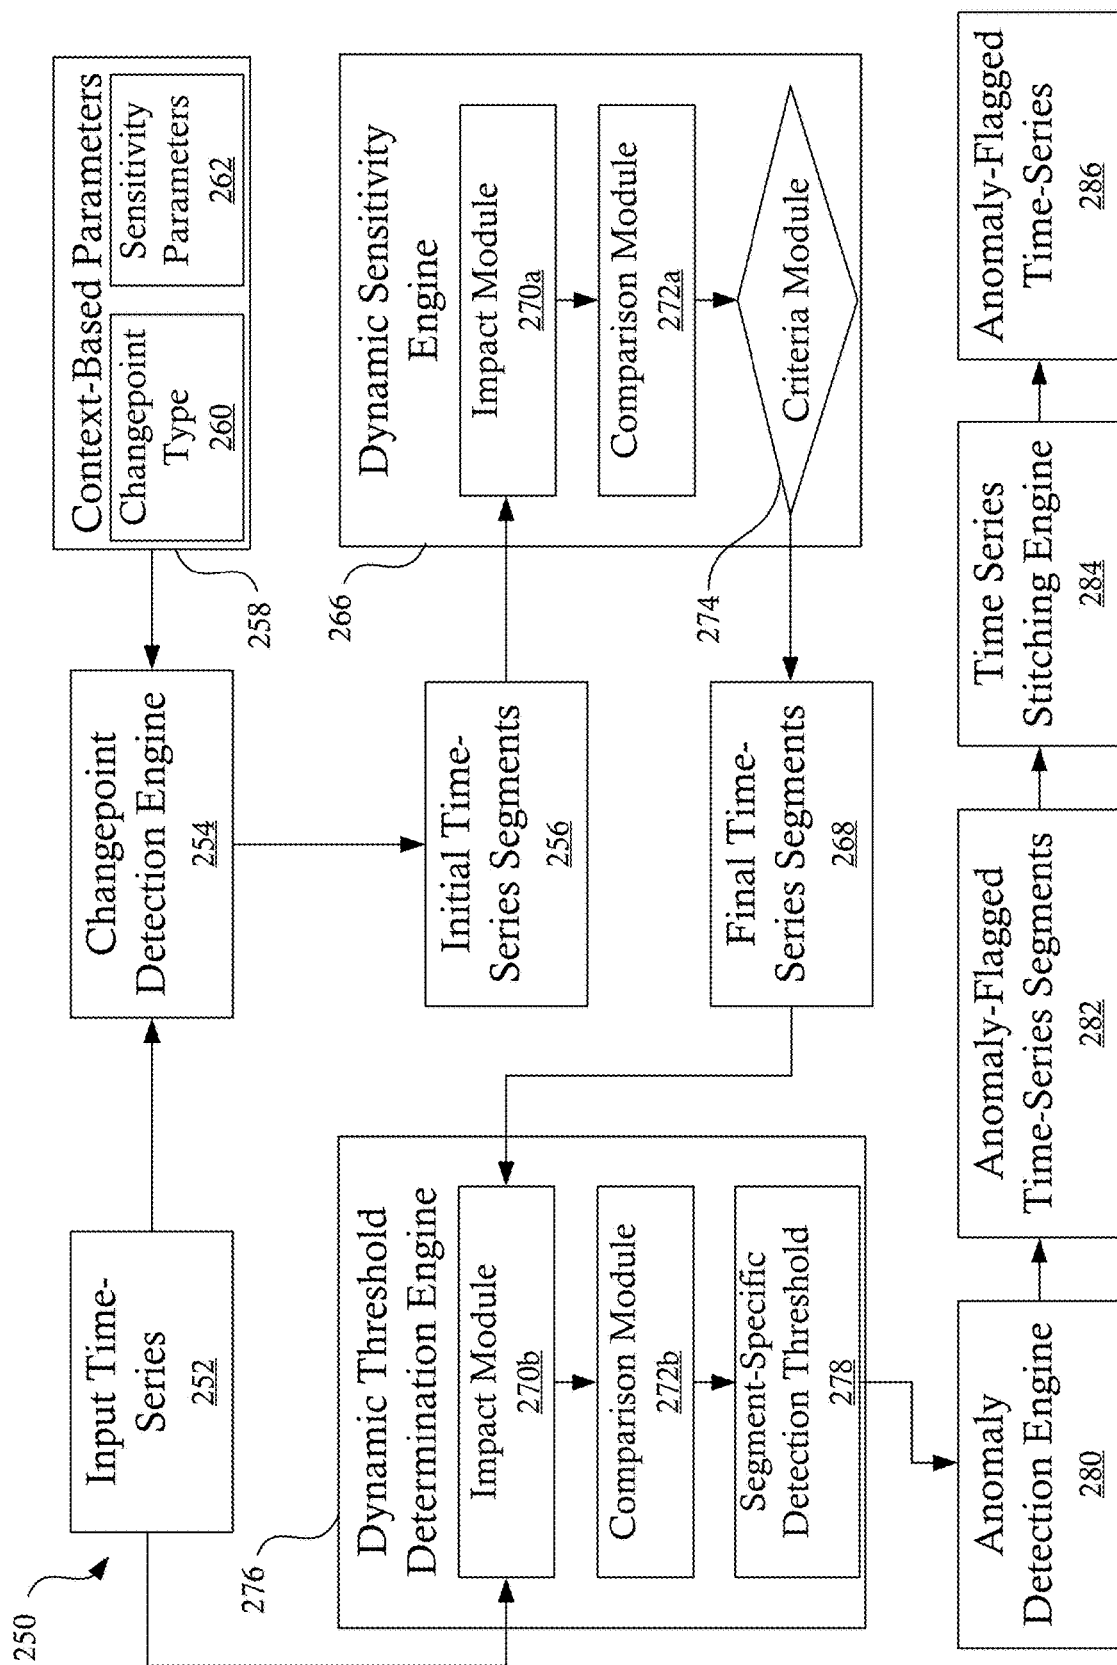 250
Input Time-
Series
252
Changepoint
Detection Engine
254
Context-Based Parameters
Changepoint
Type
260
Sensitivity
Parameters
262
258
276
Dynamic Threshold
Determination Engine
Impact Module
270b
Comparison Module
272b
Segment-Specific
Detection Threshold
278
Initial Time-
Series Segments
256
Final Time-
Series Segments
268
266
Dynamic Sensitivity
Engine
Impact Module
270a
Comparison Module
272a
Criteria Module
274
Anomaly
Detection Engine
280
Anomaly-Flagged
Time-Series Segments
282
Time Series
Stitching Engine
284
Anomaly-Flagged
Time-Series
286